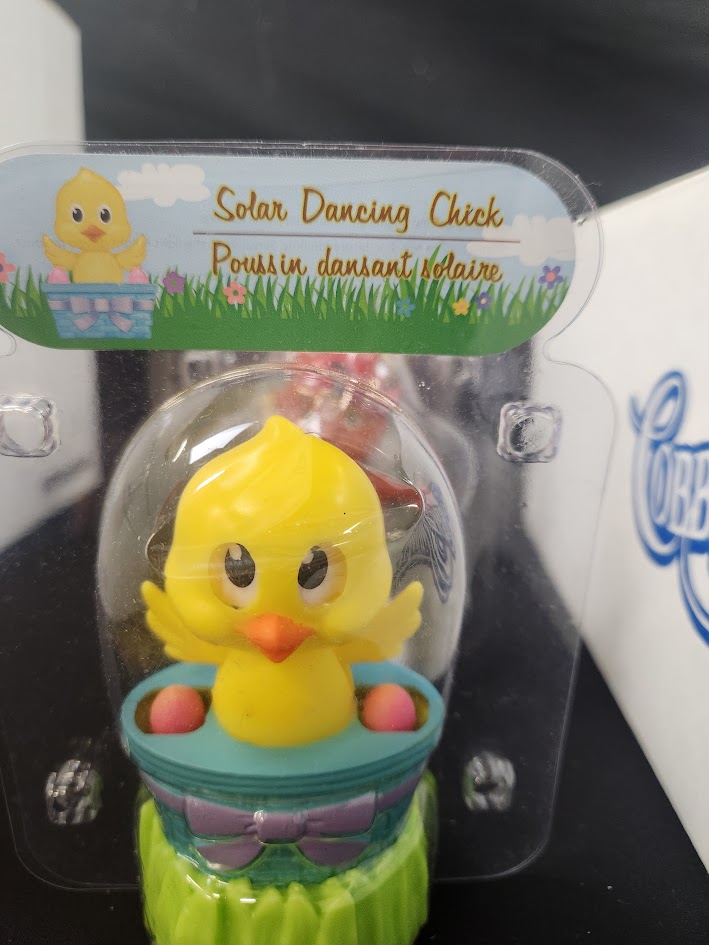 Solar Dancing Chick
Poussin dansant solaire